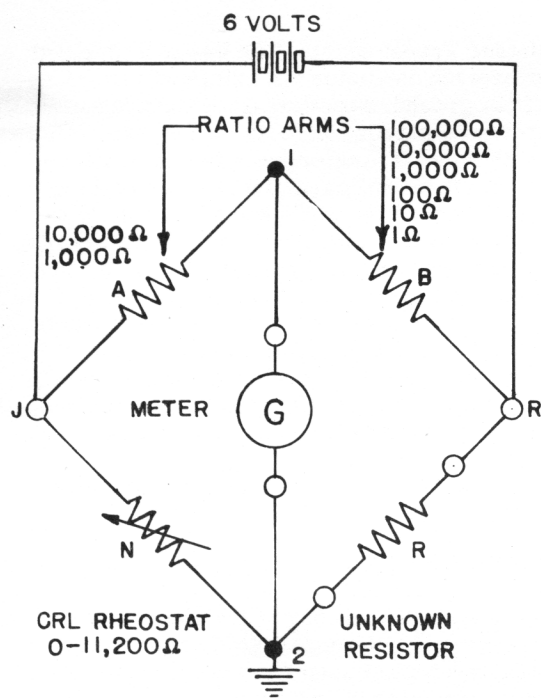 6 VOLTS
RATIO ARMS
100,000Ω
10,000Ω
1,000Ω
100Ω
10Ω
1Ω
1
10,000Ω
1,000Ω
A
B
J
METER
G
R
N
R
CRL RHEOSTAT
0-11,200Ω
UNKNOWN
RESISTOR
2